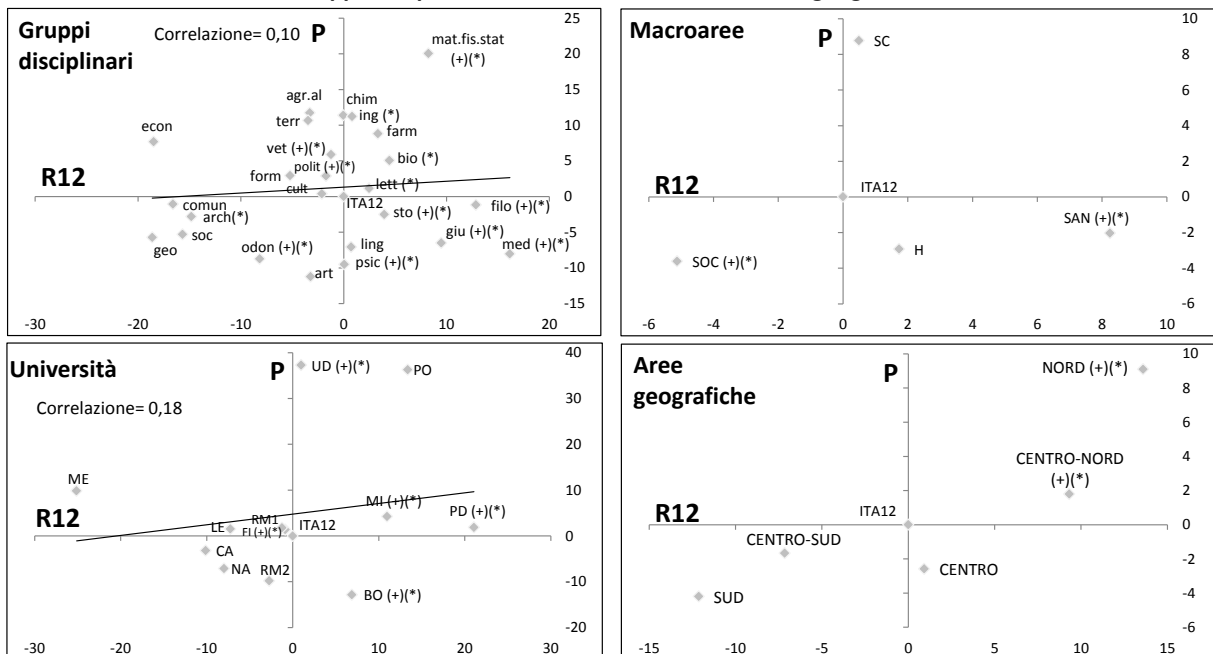 Gruppi
disciplinari
Correlazione= 0,10
P
R12
mat.fis.stat
(+)(*)
agr.al
chim
terr
ing (*)
econ
farm
vet (+)(*)
bio (*)
polit (+)(*)
form
lett (*)
cult
ITA12
comun
filo (+)(*)
arch(*)
sto (+)(*)
soc
giu (+)(*)
geo
odon (+)(*)
ling
med (+)(*)
psic (+)(*)
art
25
20
15
10
5
0
-5
-10
-15
-30
-20
-10
0
10
20
Macroaree
P
R12
SC
ITA12
SAN (+)(*)
SOC (+)(*)
H
10
8
6
4
2
0
-2
-4
-6
-6
-4
-2
0
2
4
6
8
10
Università
Correlazione= 0,18
P
R12
UD (+)(*)
PO
ME
MI (+)(*)
PD (+)(*)
LE
RM1
ITA12
FI (+)(*)
CA
NA
RM2
BO (+)(*)
40
30
20
10
0
-10
-20
-30
-20
-10
0
10
20
30
Aree
geografiche
P
R12
NORD (+)(*)
CENTRO-NORD
(+)(*)
ITA12
CENTRO-SUD
CENTRO
SUD
10
8
6
4
2
0
-2
-4
-6
-15
-10
-5
0
5
10
15